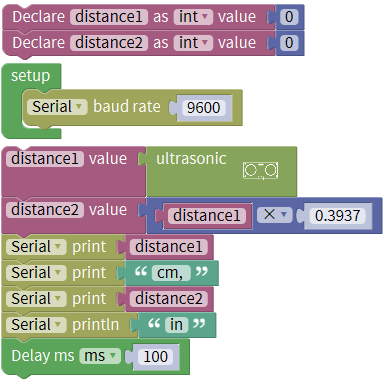 Declare distance1 as int value 0
Declare distance2 as int value 0
setup
Serial baud rate 9600
distance1 value ultrasonic
distance2 value distance1 × 0.3937
Serial print distance1
Serial print “ cm, ”
Serial print distance2
Serial println “ in ”
Delay ms ms 100